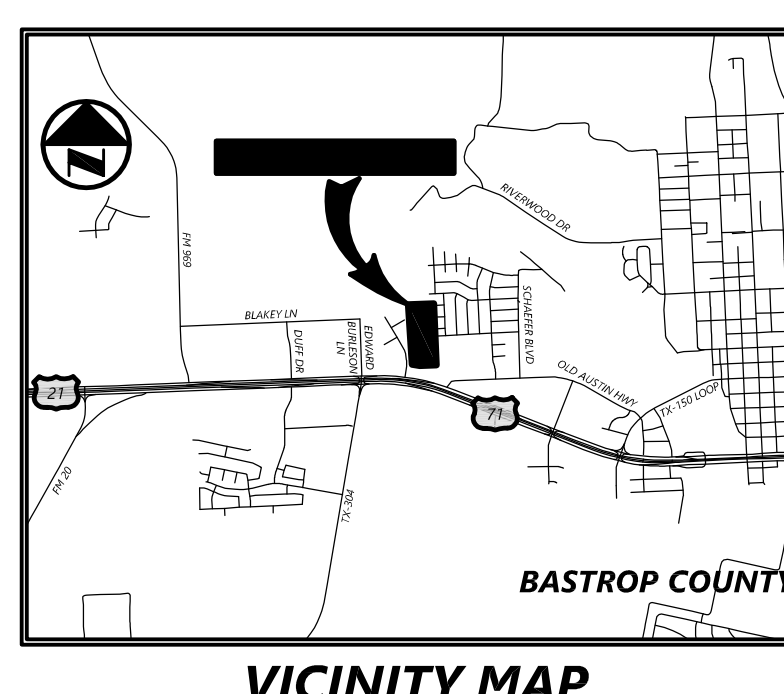 RIVERWOOD DR
FM 969
BLAKEY LN
DUFF DR
EDWARD
BURLESON
LN
SCHAEFER BLVD
OLD AUSTIN HWY
TX-150 LOOP
21
71
FM 20
TX-304
BASTROP COUNTY
VICINITY MAP
N